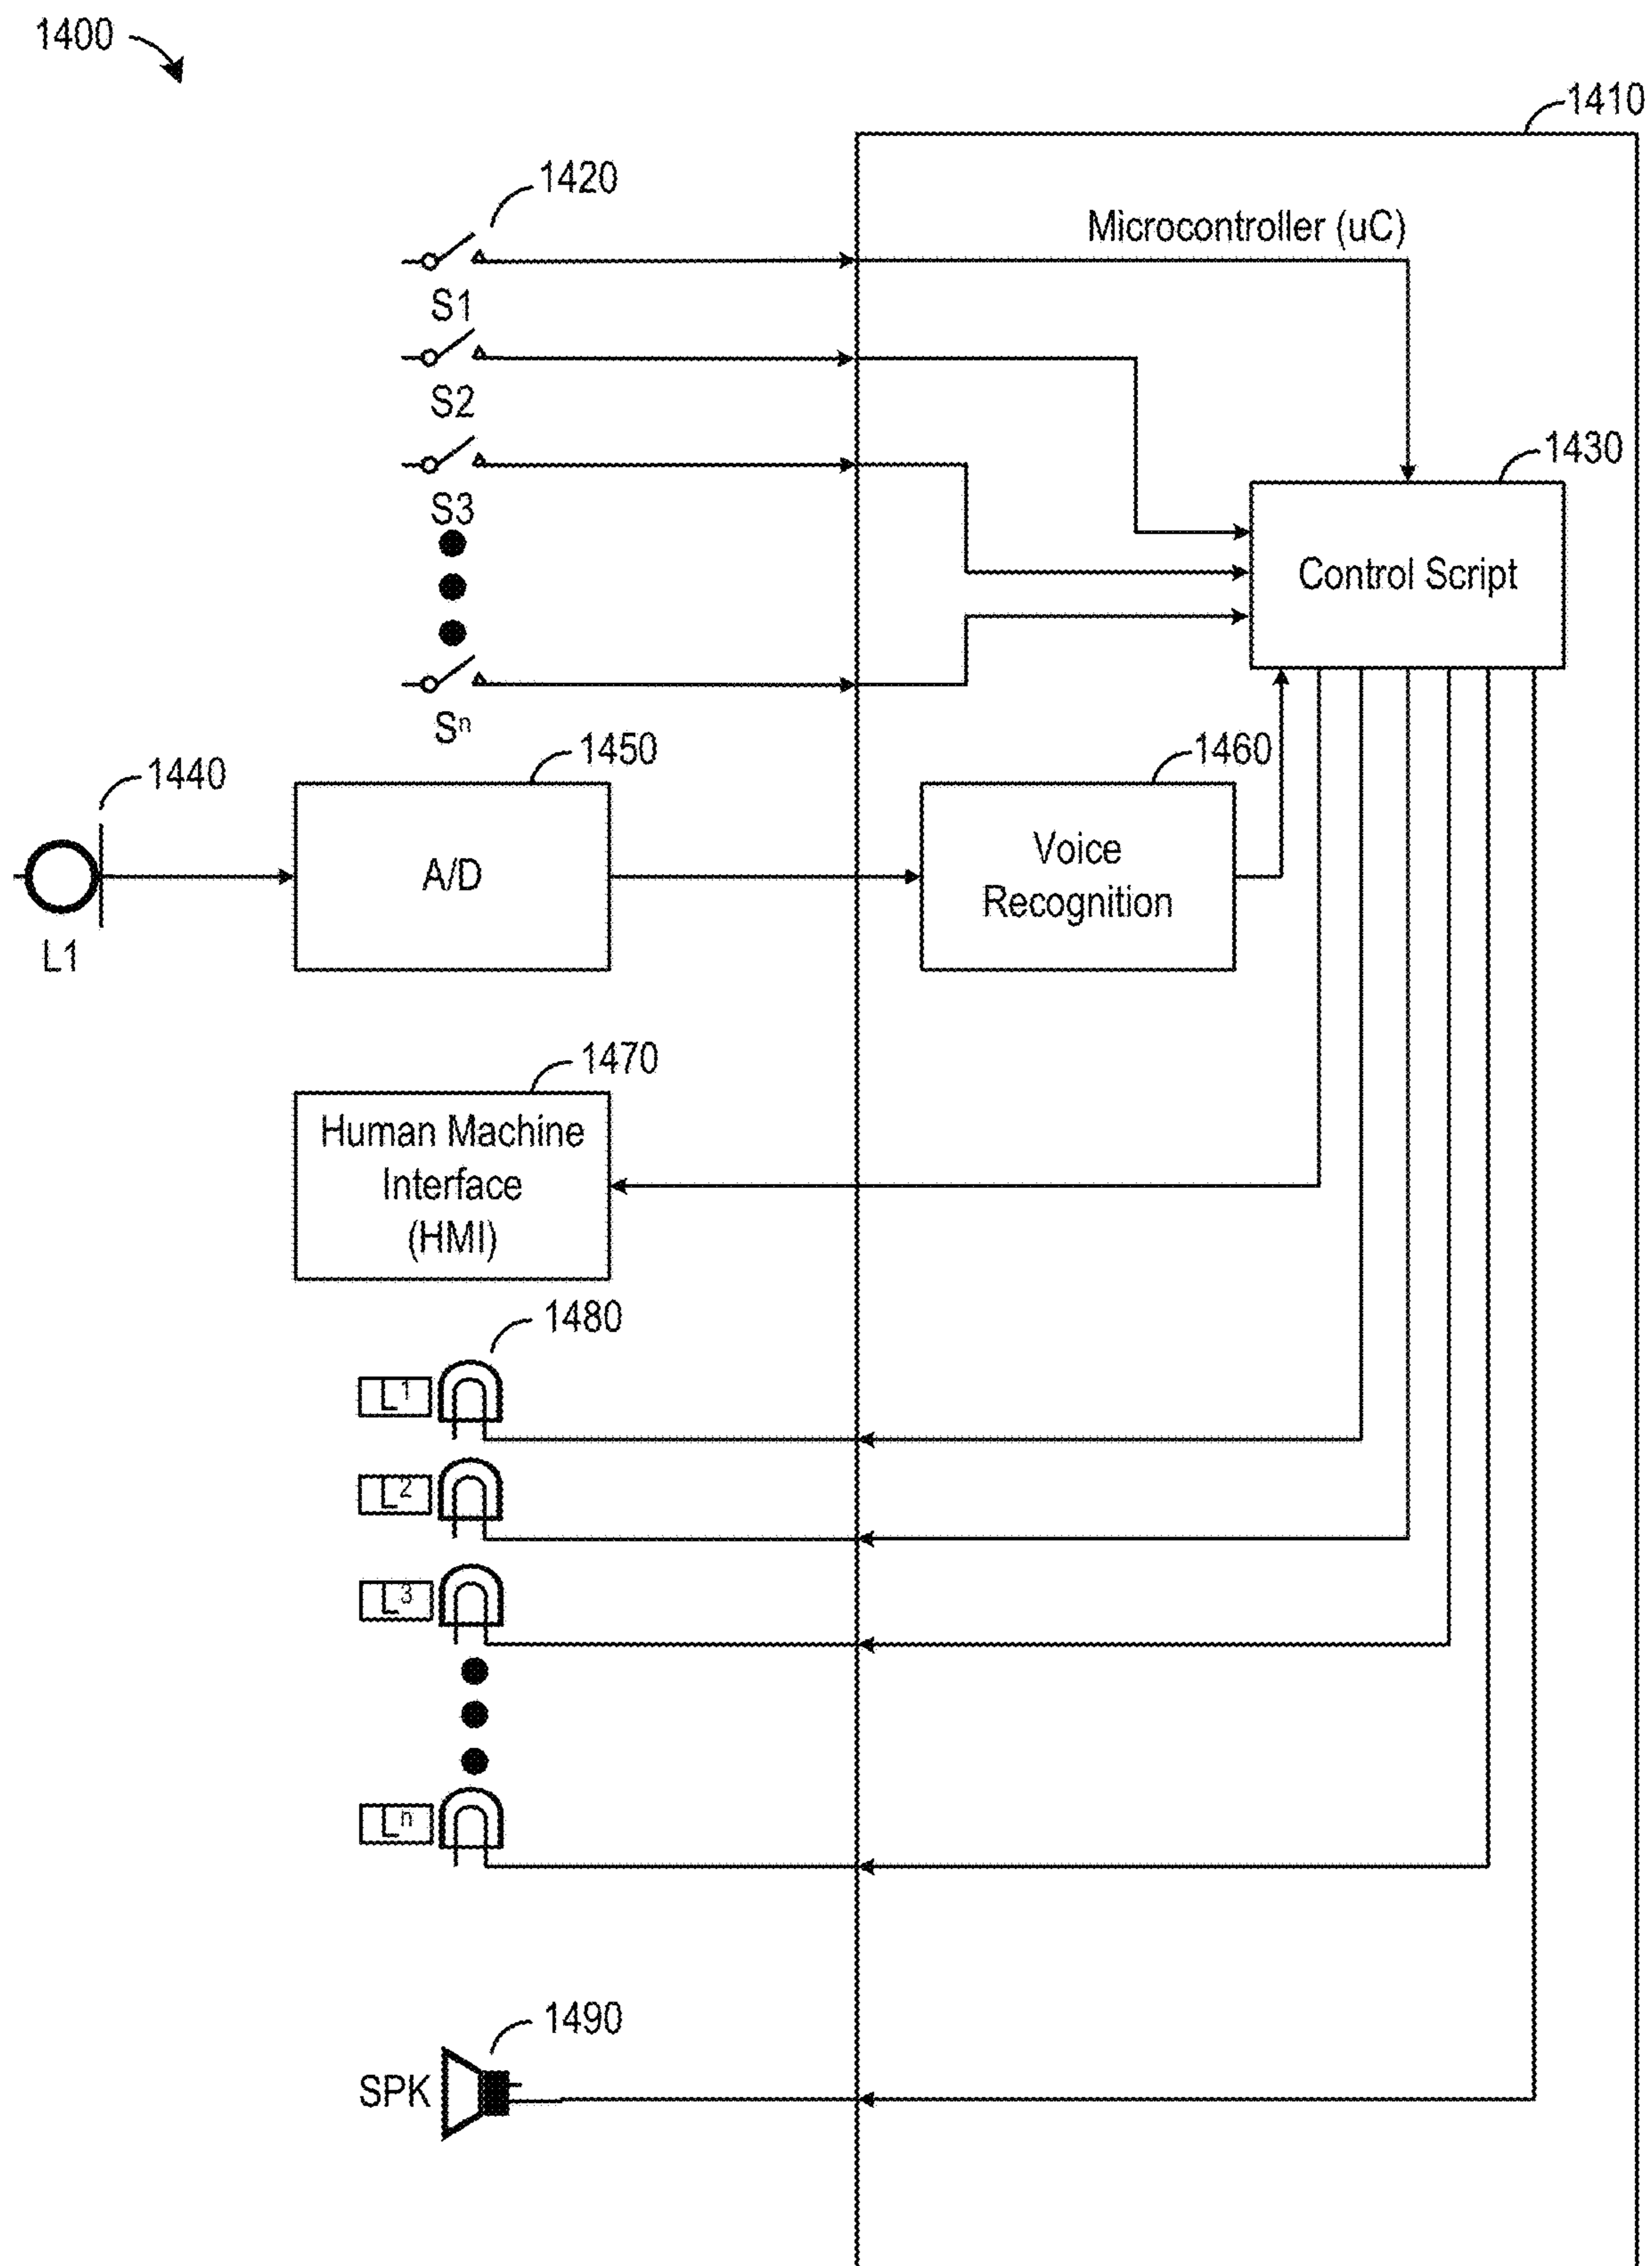 1400
1410
1420
Microcontroller (uC)
S1
S2
1430
S3
Control Script
Sⁿ
1450
1460
1440
A/D
Voice
Recognition
L1
1470
Human Machine
Interface
(HMI)
1480
L¹
L²
L³
Lⁿ
1490
SPK